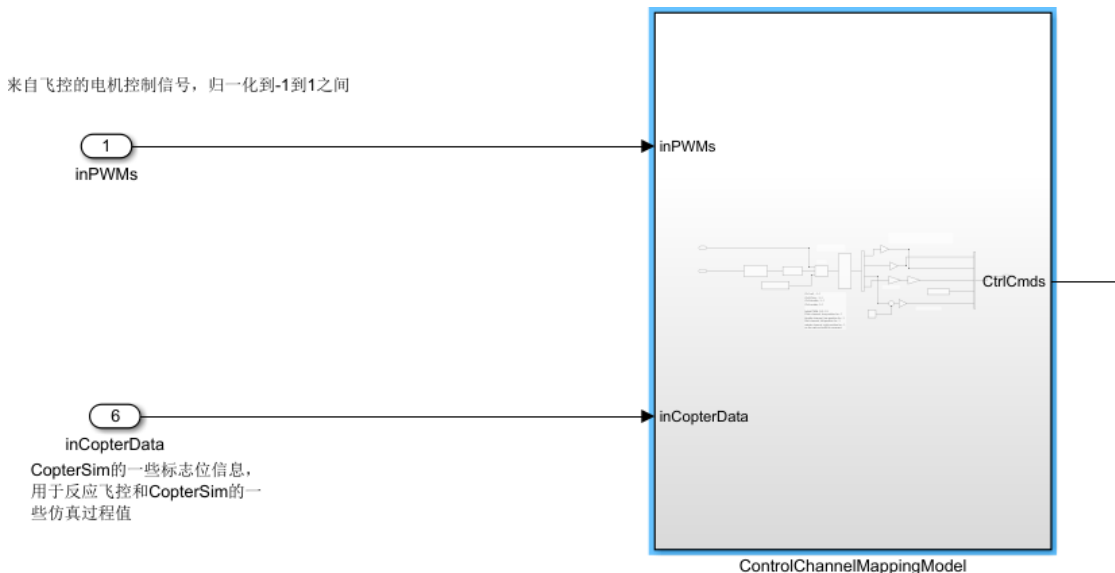 来自飞控的电机控制信号，归一化到-1到1之间
1
inPWMs
inPWMs
CtrlCmds
6
inCopterData
inCopterData
CopterSim的一些标志位信息，
用于反应飞控和CopterSim的一
些仿真过程值
ControlChannelMappingModel